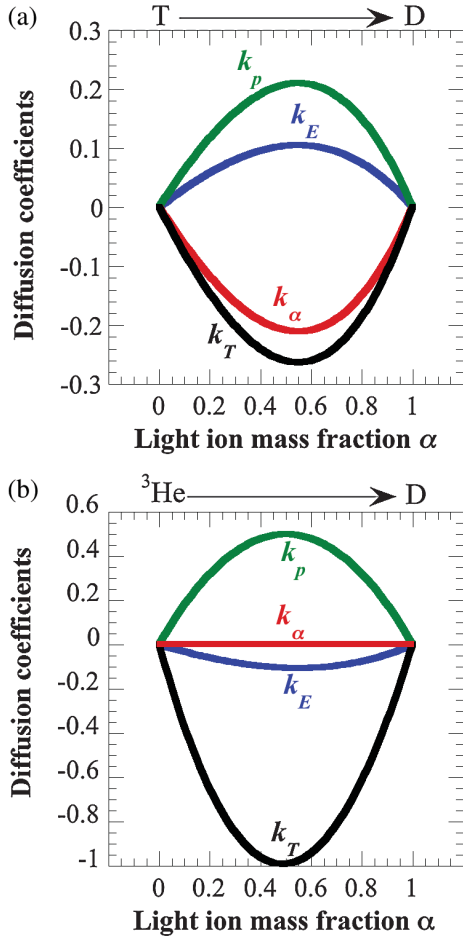 (a)
T D
0.3
0.2
0.1
0
-0.1
-0.2
-0.3
Diffusion coefficients
k_p
k_E
k_α
k_T
0 0.2 0.4 0.6 0.8 1
Light ion mass fraction α
(b)
³He D
0.6
0.4
0.2
0
-0.2
-0.4
-0.6
-0.8
-1
Diffusion coefficients
k_p
k_α
k_E
k_T
0 0.2 0.4 0.6 0.8 1
Light ion mass fraction α